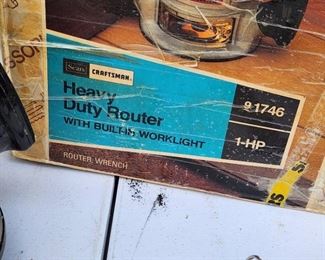 Sears
CRAFTSMAN
Heavy
Duty Router
WITH BUILT-IN WORKLIGHT
9 1746
1-HP
ROUTER WRENCH